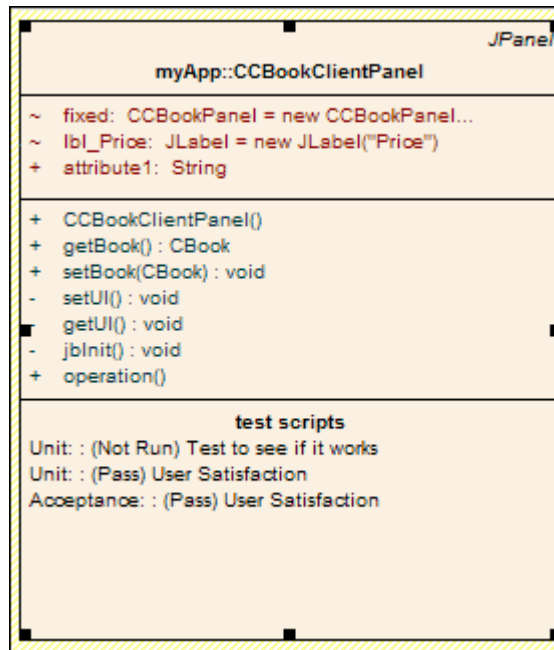 JPanel
myApp::CCBookClientPanel
~ fixed: CCBookPanel = new CCBookPanel...
~ lbl_Price: JLabel = new JLabel("Price")
+ attribute1: String
+ CCBookClientPanel()
+ getBook() : CBook
+ setBook(CBook) : void
- setUI() : void
getUI() : void
- jbInit() : void
+ operation()
test scripts
Unit: : (Not Run) Test to see if it works
Unit: : (Pass) User Satisfaction
Acceptance: : (Pass) User Satisfaction